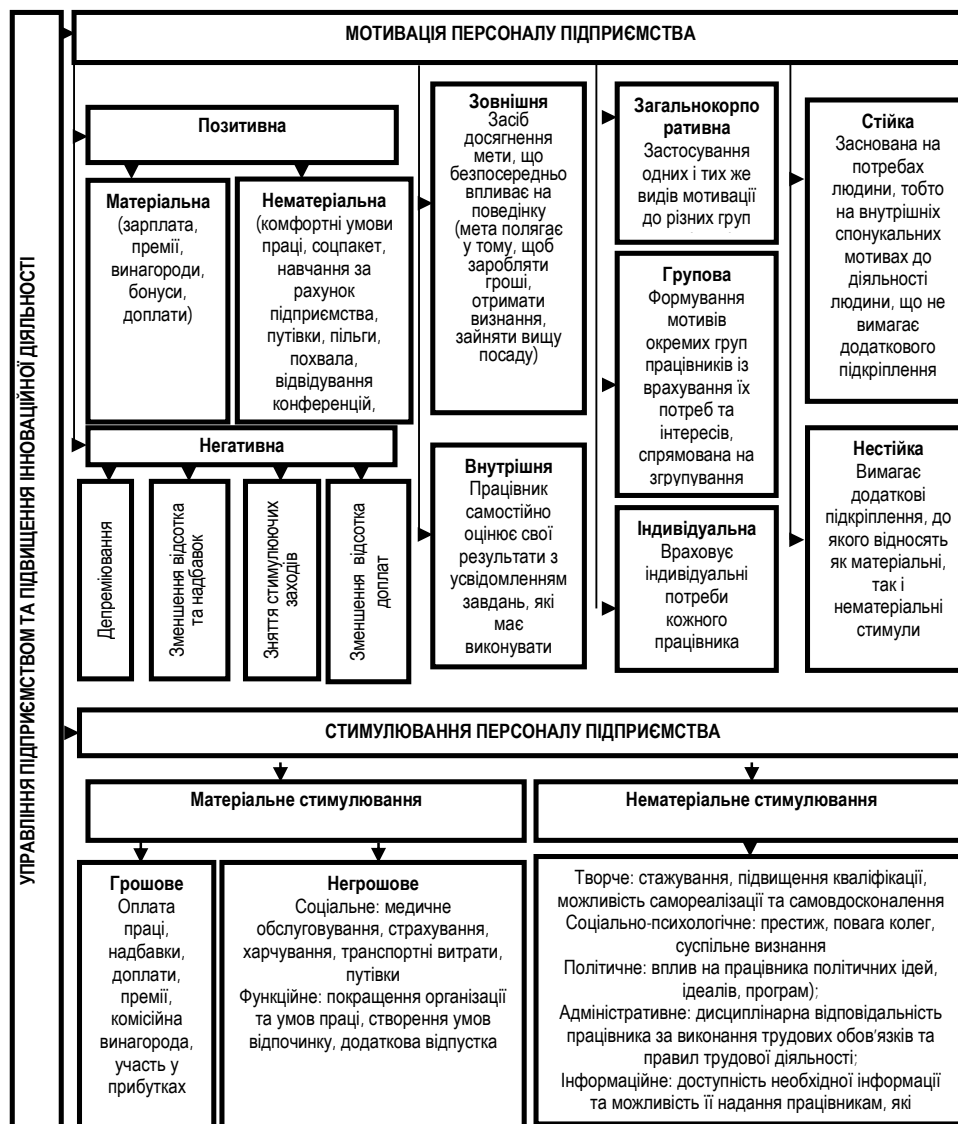 УПРАВЛІННЯ ПІДПРИЄМСТВОМ ТА ПІДВИЩЕННЯ ІННОВАЦІЙНОЇ ДІЯЛЬНОСТІ
МОТИВАЦІЯ ПЕРСОНАЛУ ПІДПРИЄМСТВА
Позитивна
Матеріальна
(зарплата,
премії,
винагороди,
бонуси,
доплати)
Нематеріальна
(комфортні умови
праці, соцпакет,
навчання за
рахунок
підприємства,
путівки, пільги,
похвала,
відвідування
конференцій,
Негативна
Депреміювання
Зменшення відсотка
та надбавок
Зняття стимулюючих
заходів
Зменшення відсотка
доплат
Зовнішня
Засіб
досягнення
мети, що
безпосередньо
впливає на
поведінку
(мета полягає
у тому, щоб
заробляти
гроші,
отримати
визнання,
зайняти вищу
посаду)
Внутрішня
Працівник
самостійно
оцінює свої
результати з
усвідомленням
завдань, які
має
виконувати
Загальнокорпо
ративна
Застосування
одних і тих же
видів мотивації
до різних груп
Групова
Формування
мотивів
окремих груп
працівників із
врахування їх
потреб та
інтересів,
спрямована на
згрупування
Індивідуальна
Враховує
індивідуальні
потреби
кожного
працівника
Стійка
Заснована на
потребах
людини, тобто
на внутрішніх
спонукальних
мотивах до
діяльності
людини, що не
вимагає
додаткового
підкріплення
Нестійка
Вимагає
додаткові
підкріплення, до
якого відносять
як матеріальні,
так і
нематеріальні
стимули
СТИМУЛЮВАННЯ ПЕРСОНАЛУ ПІДПРИЄМСТВА
Матеріальне стимулювання
Грошове
Оплата
праці,
надбавки,
доплати,
премії,
комісійна
винагорода,
участь у
прибутках
Негрошове
Соціальне: медичне
обслуговування, страхування,
харчування, транспортні витрати,
путівки
Функційне: покращення організації
та умов праці, створення умов
відпочинку, додаткова відпустка
Нематеріальне стимулювання
Творче: стажування, підвищення кваліфікації,
можливість самореалізації та самовдосконалення
Соціально-психологічне: престиж, повага колег,
суспільне визнання
Політичне: вплив на працівника політичних ідей,
ідеалів, програм);
Адміністративне: дисциплінарна відповідальність
працівника за виконання трудових обов’язків та
правил трудової діяльності;
Інформаційне: доступність необхідної інформації
та можливість її надання працівникам, які